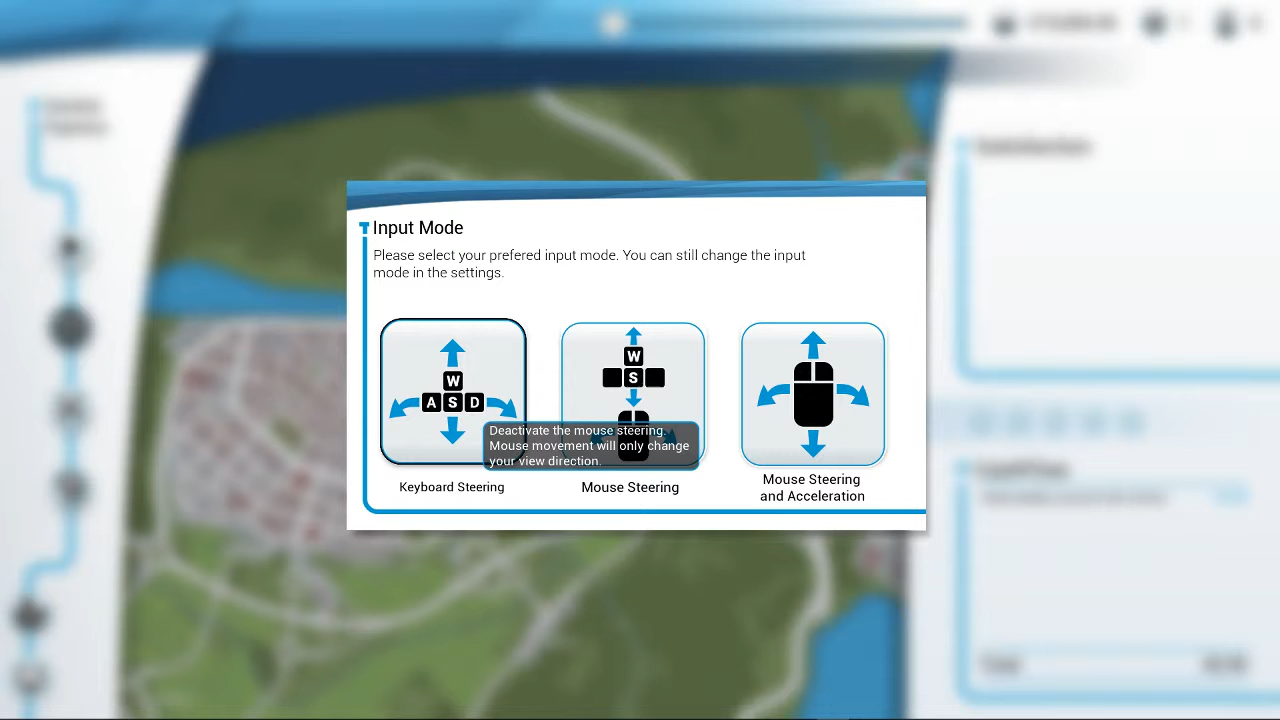 Input Mode
Please select your prefered input mode. You can still change the input
mode in the settings.
W
A S D
W
S
Deactivate the mouse steering.
Mouse movement will only change
your view direction.
Keyboard Steering
Mouse Steering
Mouse Steering
and Acceleration